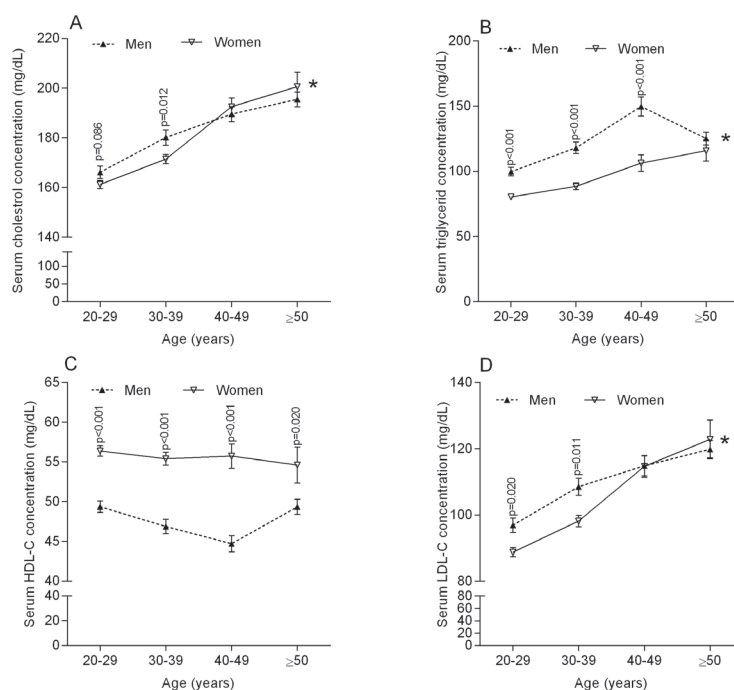 A
Men Women
Serum cholestrol concentration (mg/dL)
220
200
180
160
140
100
50
0
p=0.086
p=0.012
*
20-29 30-39 40-49 ≥50
Age (years)
B
Men Women
Serum triglycerid concentration (mg/dL)
200
150
100
50
0
p<0.001
p<0.001
p<0.001
*
20-29 30-39 40-49 ≥50
Age (years)
C
Men Women
Serum HDL-C concentration (mg/dL)
65
60
55
50
45
40
20
0
p<0.001
p<0.001
p<0.001
p=0.020
20-29 30-39 40-49 ≥50
Age (years)
D
Men Women
Serum LDL-C concentration (mg/dL)
140
120
100
80
80
60
40
20
0
p=0.020
p=0.011
*
20-29 30-39 40-49 ≥50
Age (years)